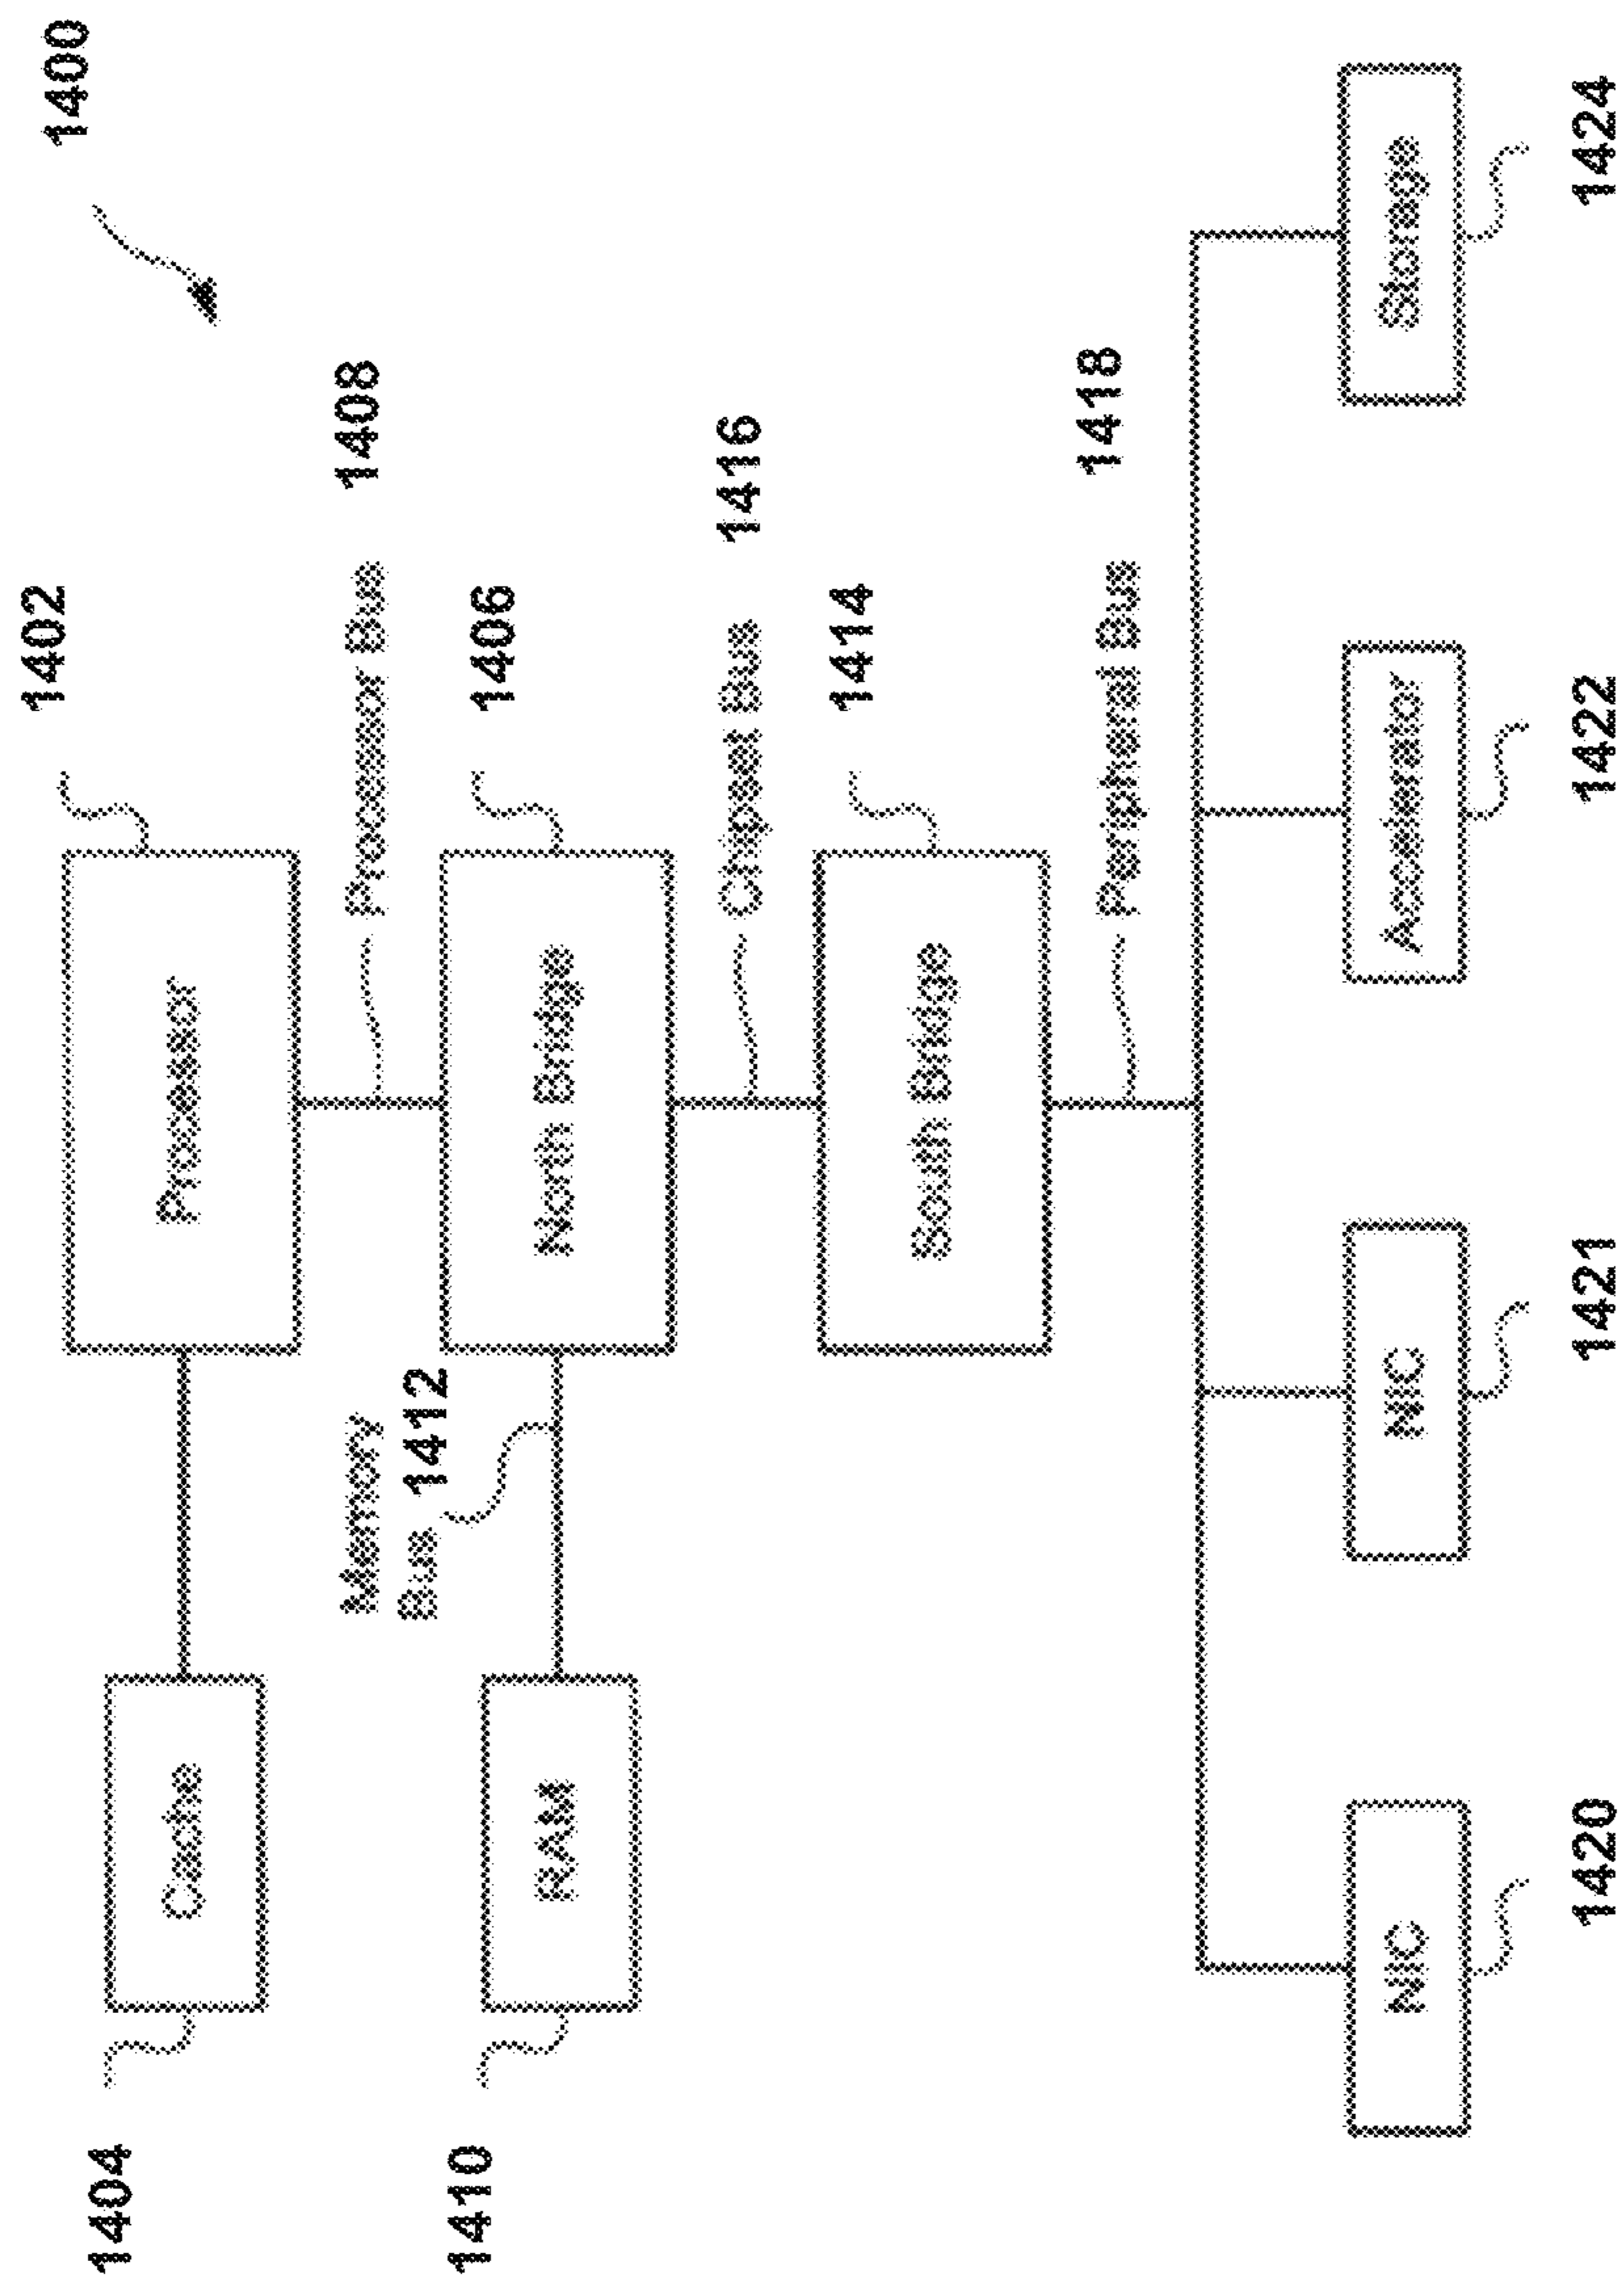 1400
1402
Processor
1404
Cache
Processor Bus
1408
1406
North Bridge
Memory
Bus 1412
1410
RAM
Chipset Bus
1416
1414
South Bridge
Peripheral Bus
1418
NIC
NIC
Accelerator
Storage
1420
1421
1422
1424